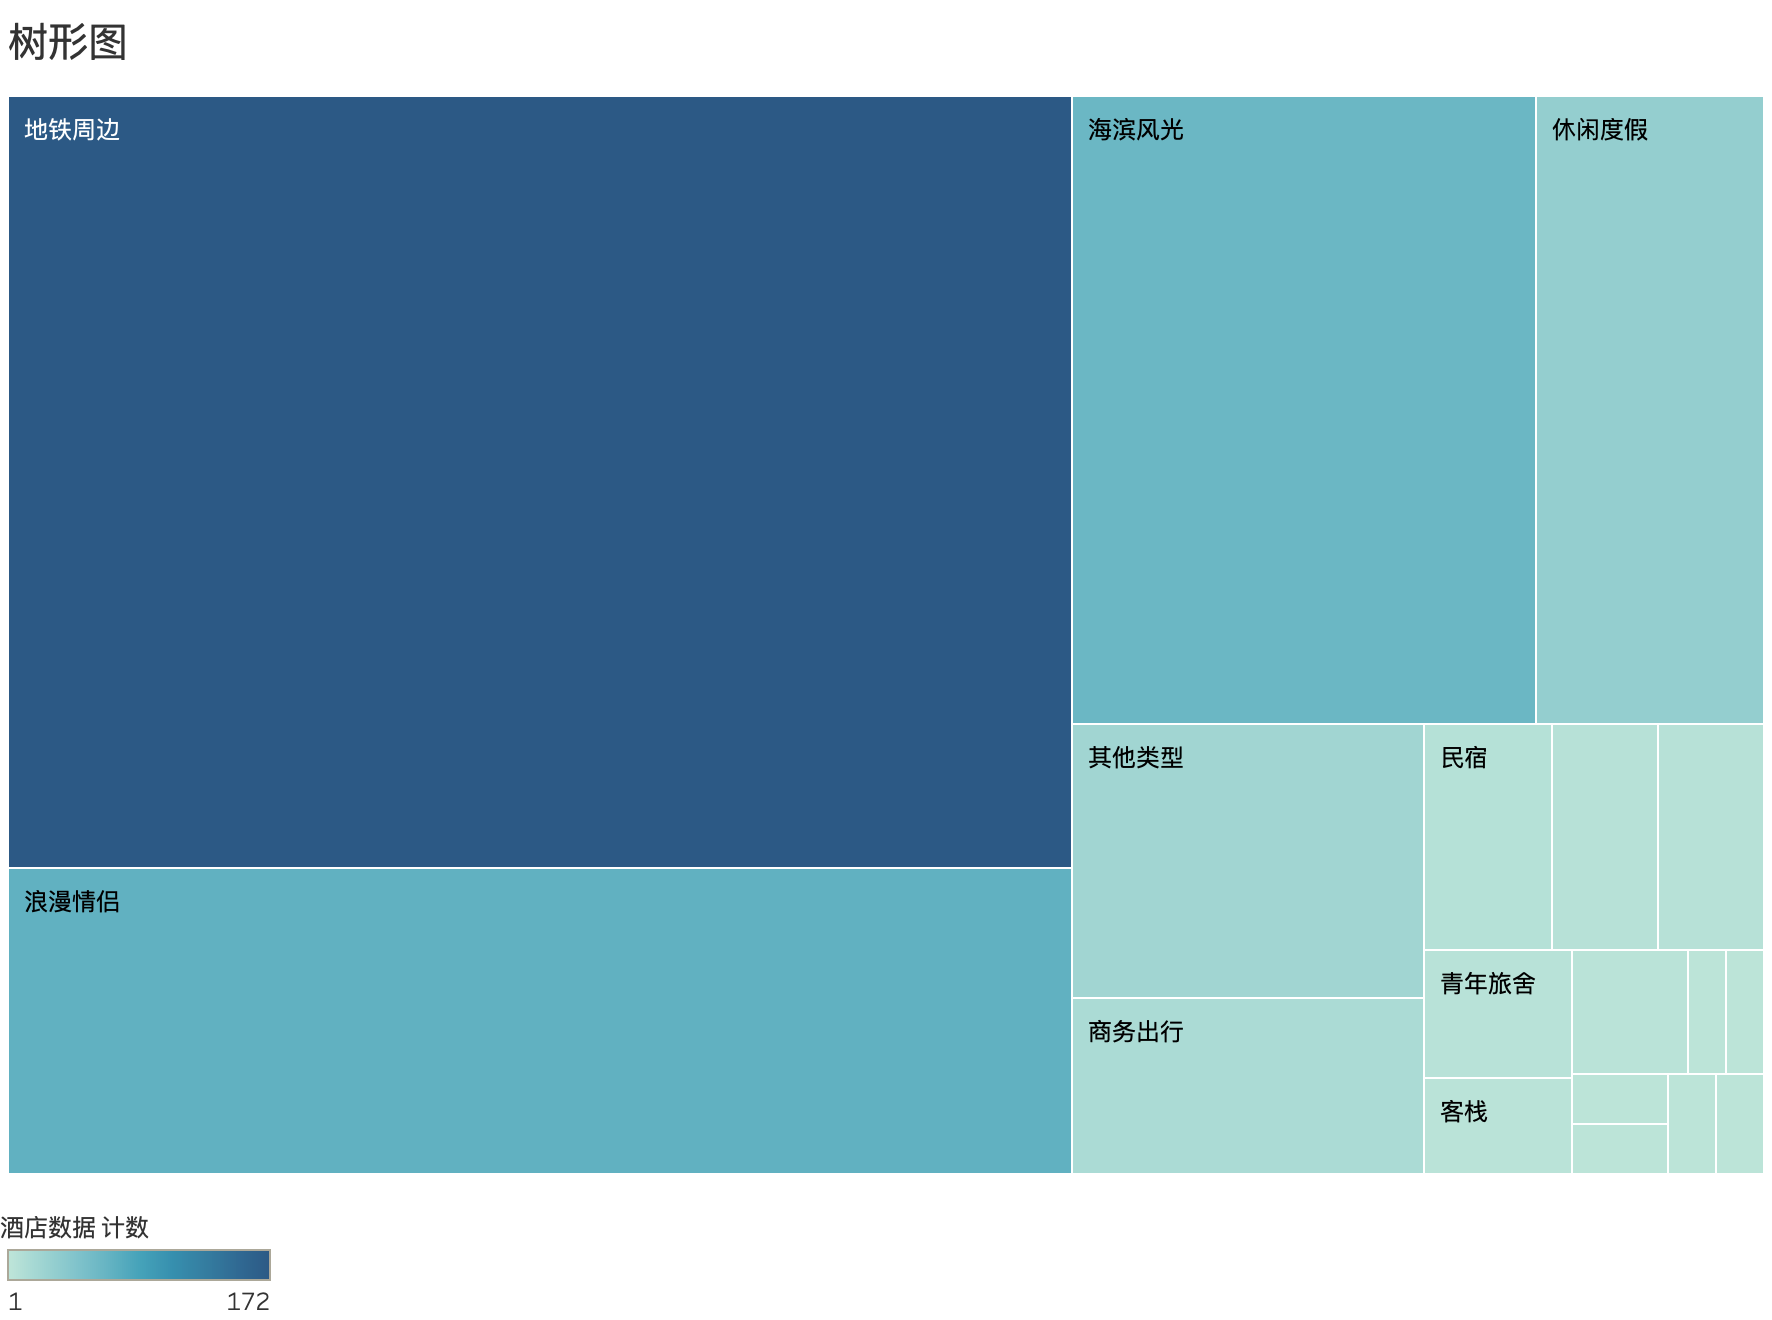 树形图
地铁周边
海滨风光
休闲度假
其他类型
民宿
浪漫情侣
青年旅舍
商务出行
客栈
酒店数据 计数
1 172